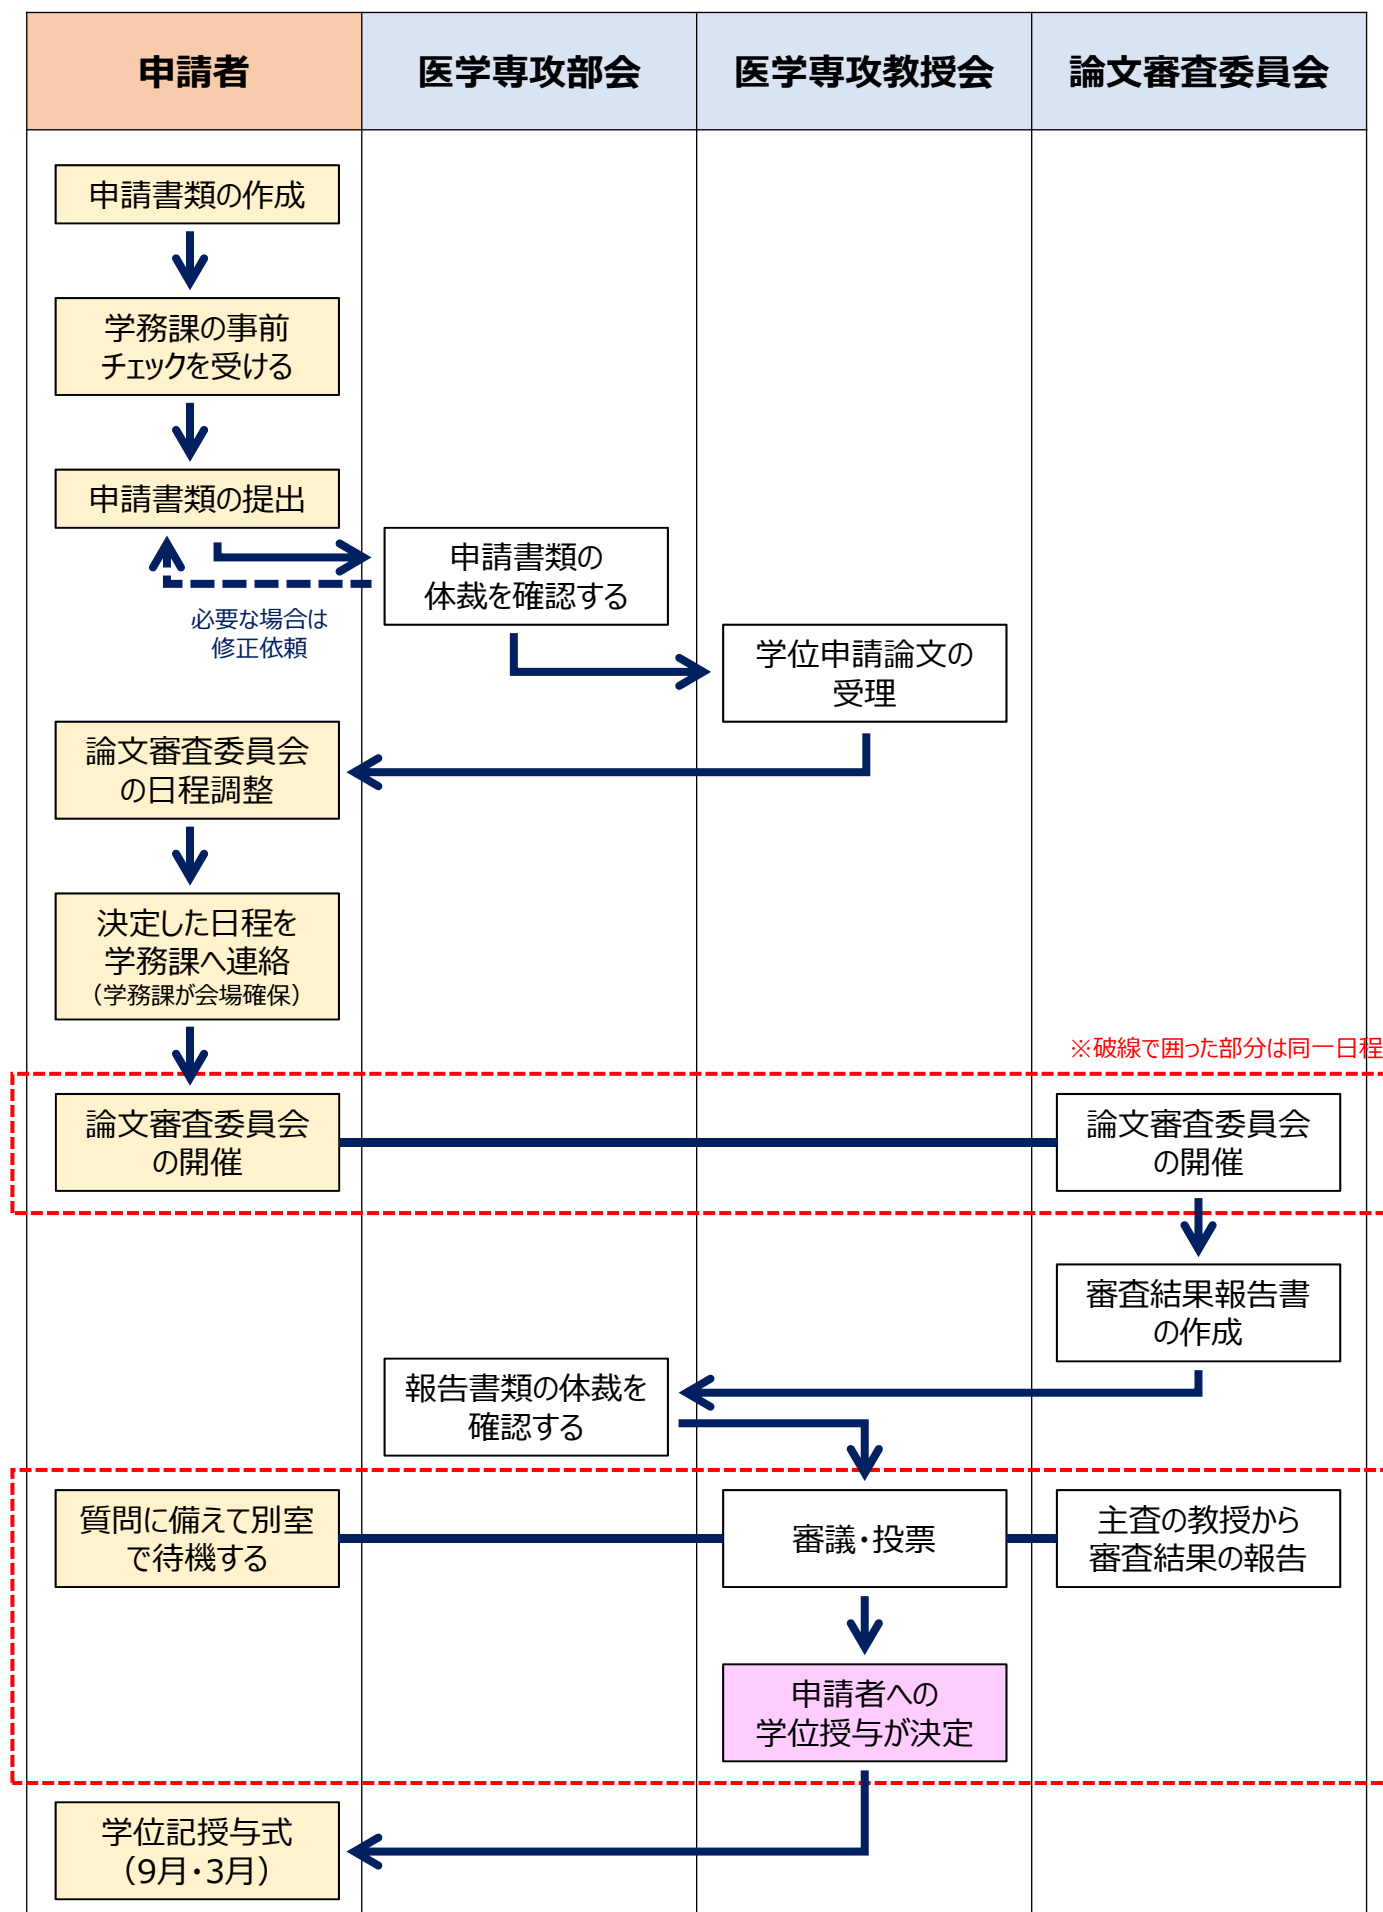 申請者
医学専攻部会
医学専攻教授会
論文審査委員会
申請書類の作成
学務課の事前
チェックを受ける
申請書類の提出
申請書類の
体裁を確認する
必要な場合は
修正依頼
学位申請論文の
受理
論文審査委員会
の日程調整
決定した日程を
学務課へ連絡
（学務課が会場確保）
※破線で囲った部分は同一日程
論文審査委員会
の開催
論文審査委員会
の開催
審査結果報告書
の作成
報告書類の体裁を
確認する
質問に備えて別室
で待機する
審議・投票
主査の教授から
審査結果の報告
申請者への
学位授与が決定
学位記授与式
（9月・3月）